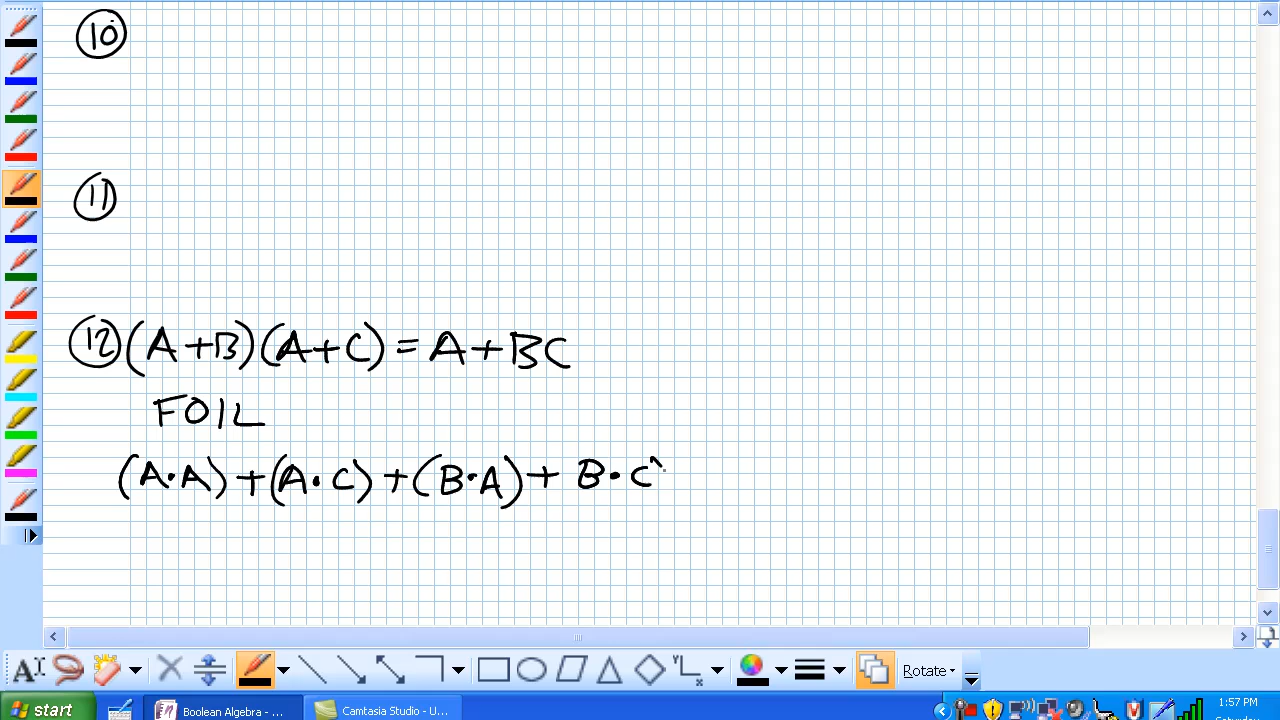 10
11
12 (A+B)(A+C)=A+BC
FOIL
(A·A)+(A·C)+(B·A)+B·C
Rotate
start
Boolean Algebra - ...
Camtasia Studio - U...
1:57 PM